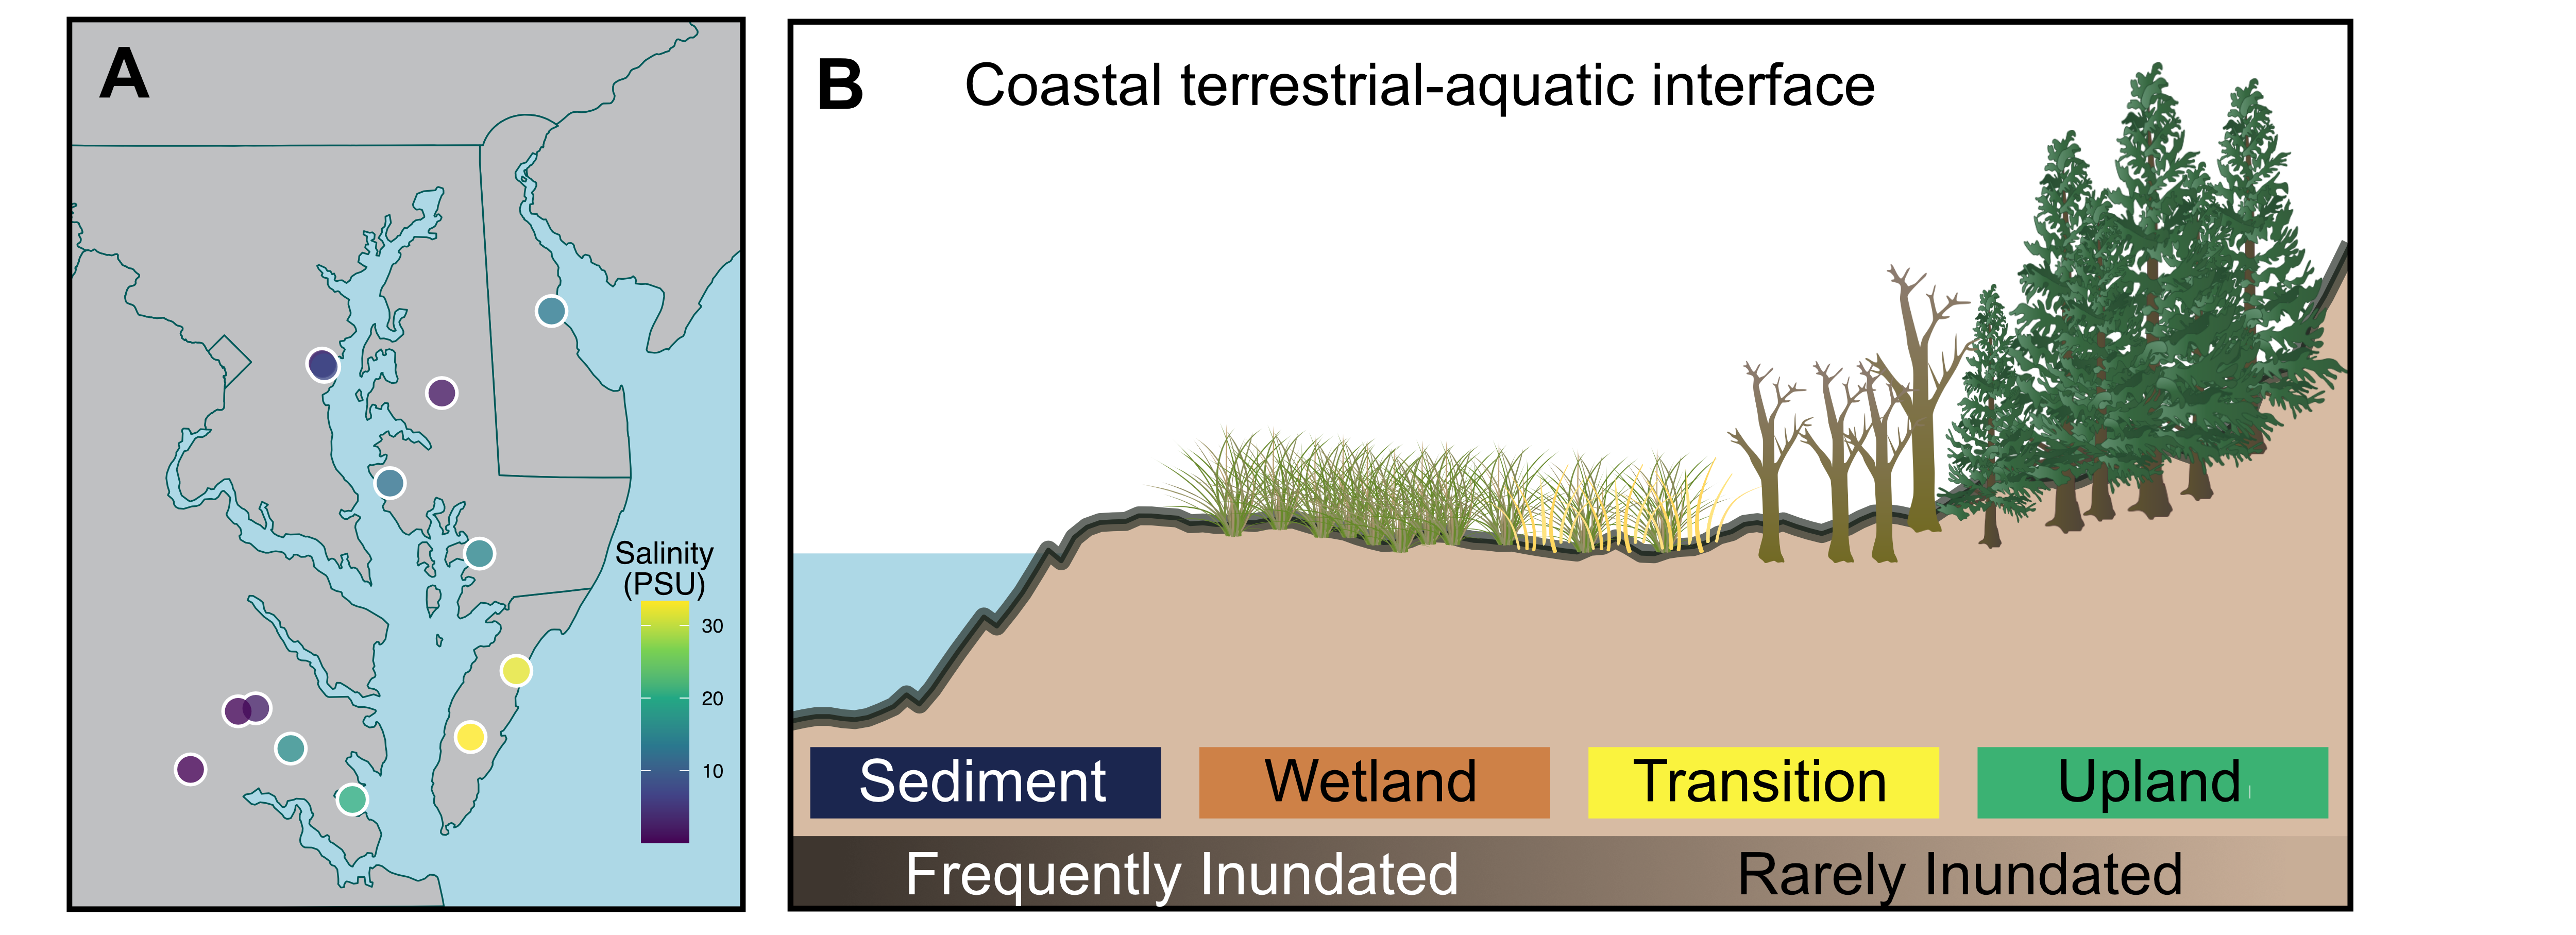 A
Salinity
(PSU)
30
20
10
B
Coastal terrestrial-aquatic interface
Sediment
Wetland
Transition
Upland
Frequently Inundated
Rarely Inundated